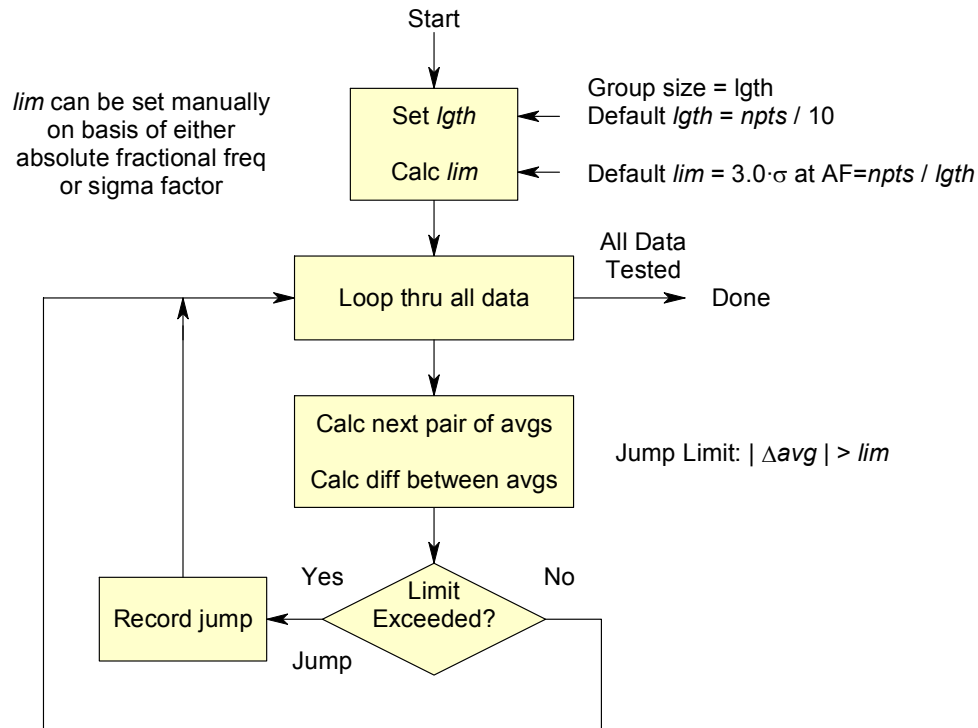 Start
lim can be set manually
on basis of either
absolute fractional freq
or sigma factor
Set lgth
Calc lim
Group size = lgth
Default lgth = npts / 10
Default lim = 3.0·σ at AF=npts / lgth
All Data
Tested
Loop thru all data
Done
Calc next pair of avgs
Calc diff between avgs
Jump Limit: | Δavg | > lim
Yes
No
Limit
Exceeded?
Record jump
Jump